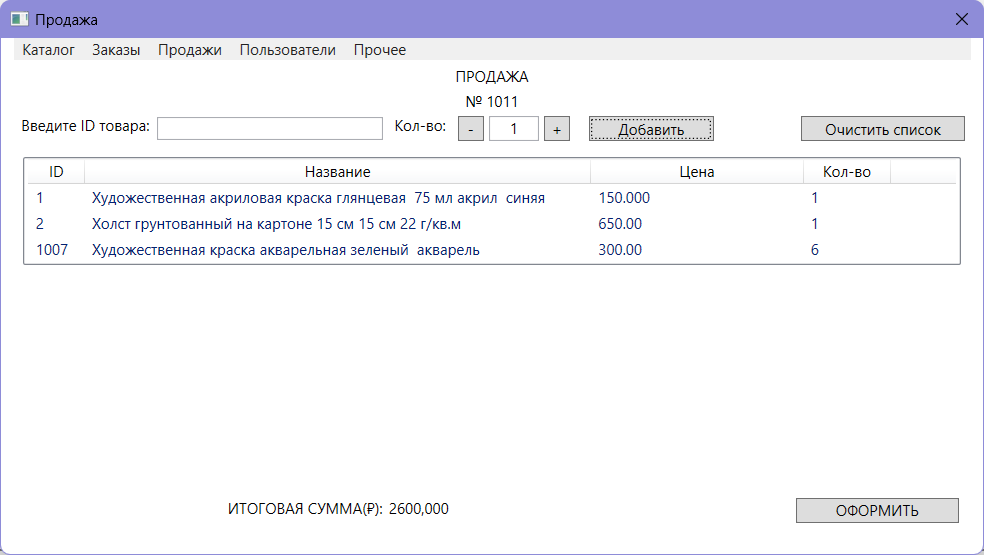 Продажа
Каталог Заказы Продажи Пользователи Прочее
ПРОДАЖА
№ 1011
Введите ID товара: Кол-во: - 1 + Добавить Очистить список
ID Название Цена Кол-во
1 Художественная акриловая краска глянцевая  75 мл акрил  синяя 150.000 1
2 Холст грунтованный на картоне 15 см 15 см 22 г/кв.м 650.00 1
1007 Художественная краска акварельная зеленый  акварель 300.00 6
ИТОГОВАЯ СУММА(₽): 2600,000 ОФОРМИТЬ